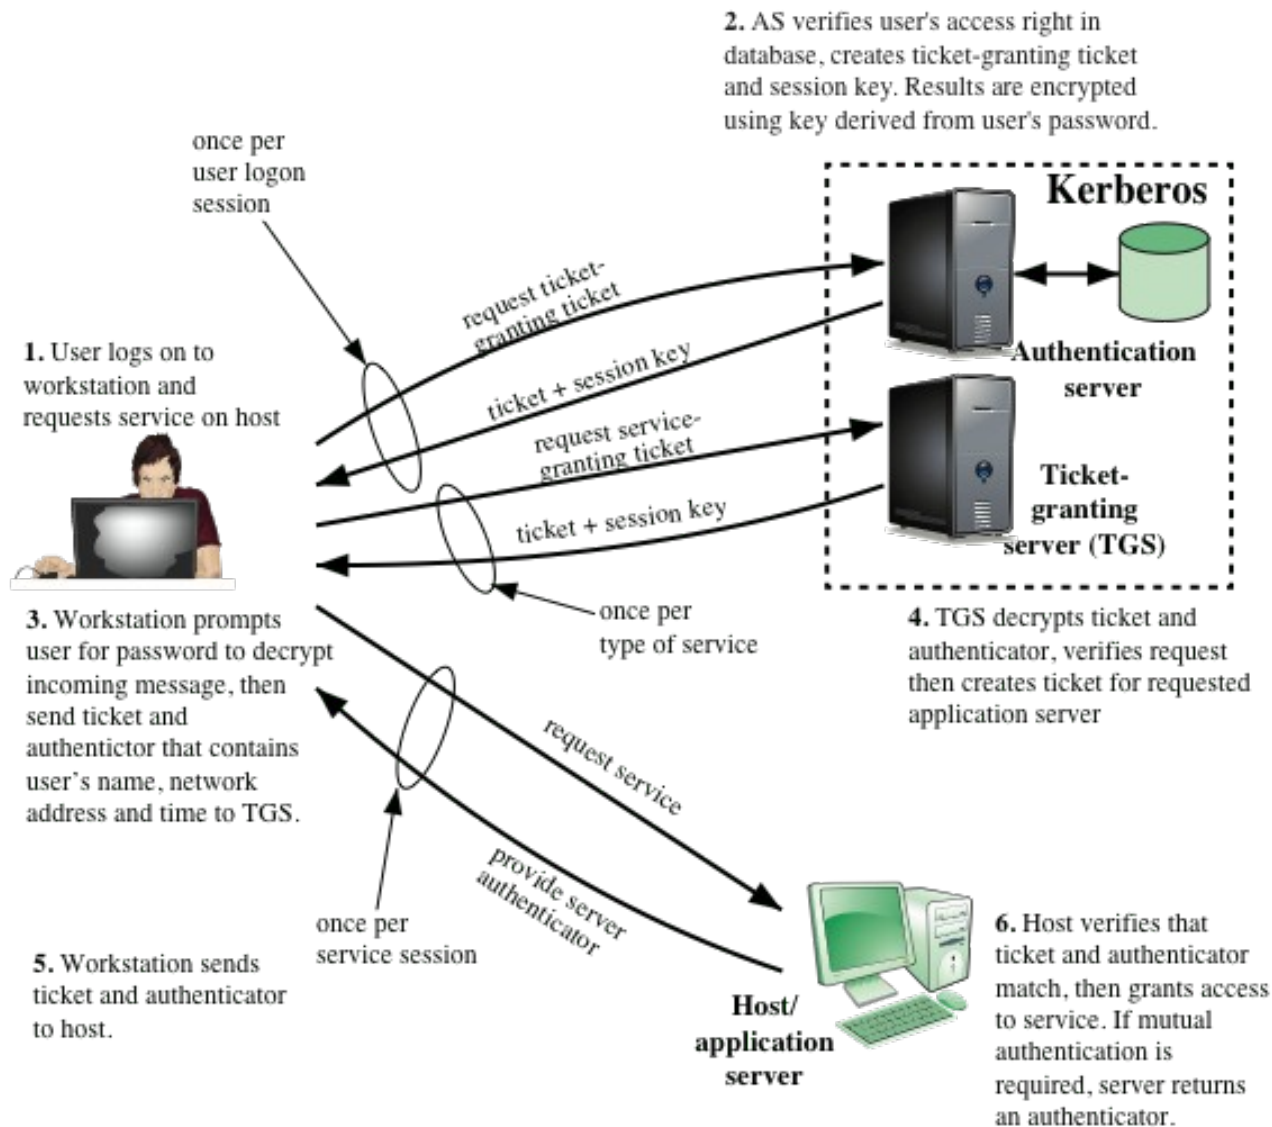 2. AS verifies user's access right in
database, creates ticket-granting ticket
and session key. Results are encrypted
using key derived from user's password.
once per
user logon
session
Kerberos
request ticket-
granting ticket
1. User logs on to
workstation and
requests service on host
ticket + session key
Authentication
server
request service-
granting ticket
ticket + session key
Ticket-
granting
server (TGS)
once per
type of service
3. Workstation prompts
user for password to decrypt
incoming message, then
send ticket and
authentictor that contains
user's name, network
address and time to TGS.
4. TGS decrypts ticket and
authenticator, verifies request
then creates ticket for requested
application server
request service
provide server
authenticator
once per
service session
5. Workstation sends
ticket and authenticator
to host.
Host/
application
server
6. Host verifies that
ticket and authenticator
match, then grants access
to service. If mutual
authentication is
required, server returns
an authenticator.